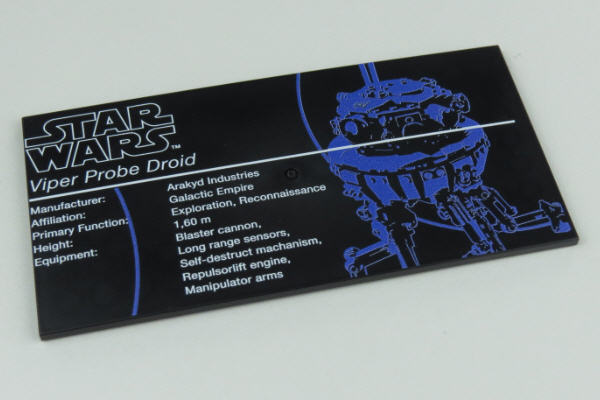 STAR
WARS™
Viper Probe Droid
Manufacturer: Arakyd Industries
Affiliation: Galactic Empire
Primary Function: Exploration, Reconnaissance
Height: 1,60 m
Equipment: Blaster cannon,
Long range sensors,
Self-destruct machanism,
Repulsorlift engine,
Manipulator arms